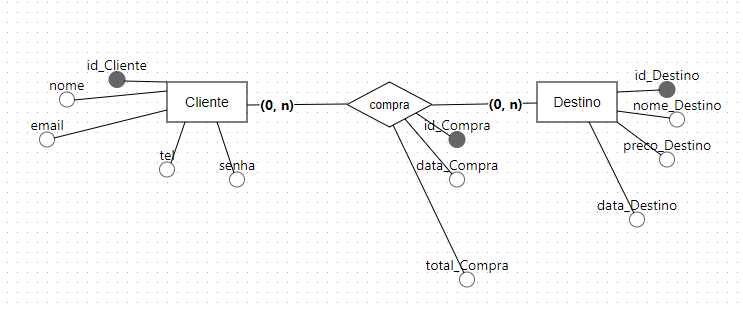 id_Cliente
nome
email
tel
senha
Cliente
(0, n)
compra
(0, n)
id_Compra
data_Compra
total_Compra
Destino
id_Destino
nome_Destino
preco_Destino
data_Destino